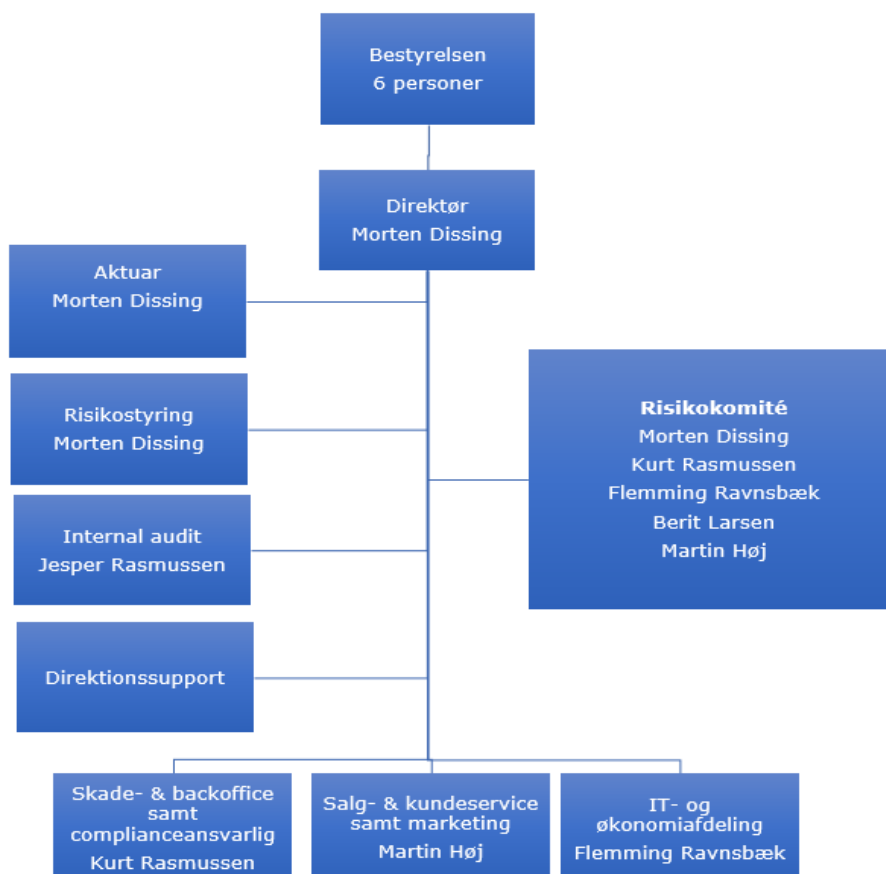 Bestyrelsen
6 personer
Direktør
Morten Dissing
Aktuar
Morten Dissing
Risikostyring
Morten Dissing
Internal audit
Jesper Rasmussen
Direktionssupport
Risikokomité
Morten Dissing
Kurt Rasmussen
Flemming Ravnsbæk
Berit Larsen
Martin Høj
Skade- & backoffice
samt
complianceansvarlig
Kurt Rasmussen
Salg- & kundeservice
samt marketing
Martin Høj
IT- og
økonomiafdeling
Flemming Ravnsbæk